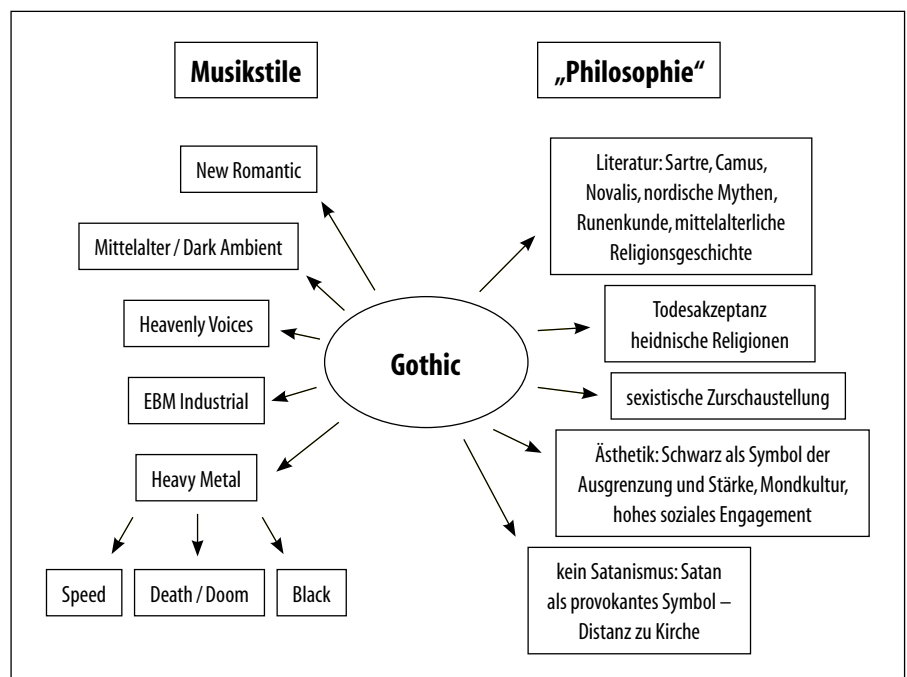 Musikstile
„Philosophie“
New Romantic
Mittelalter / Dark Ambient
Heavenly Voices
EBM Industrial
Heavy Metal
Speed
Death / Doom
Black
Gothic
Literatur: Sartre, Camus,
Novalis, nordische Mythen,
Runenkunde, mittelalterliche
Religionsgeschichte
Todesakzeptanz
heidnische Religionen
sexistische Zurschaustellung
Ästhetik: Schwarz als Symbol der
Ausgrenzung und Stärke, Mondkultur,
hohes soziales Engagement
kein Satanismus: Satan
als provokantes Symbol –
Distanz zu Kirche